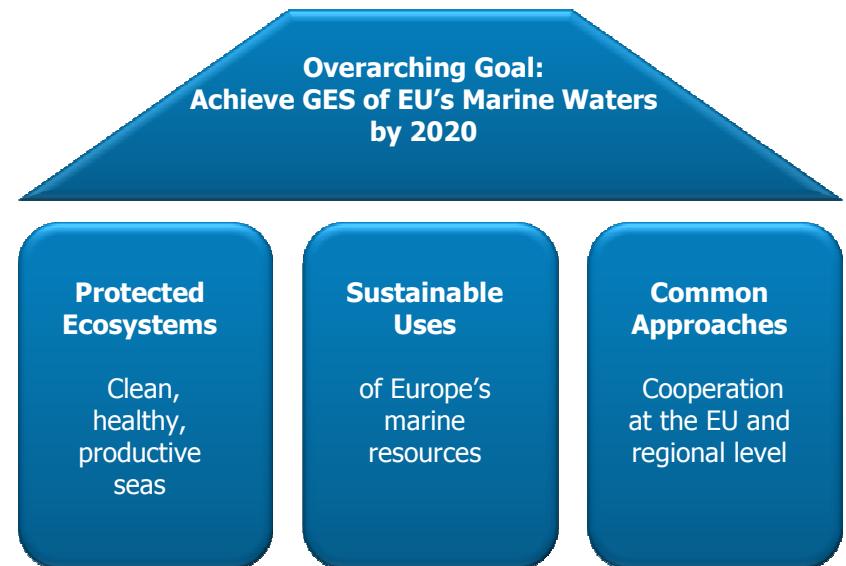 Overarching Goal:
Achieve GES of EU’s Marine Waters
by 2020
Protected
Ecosystems
Clean,
healthy,
productive
seas
Sustainable
Uses
of Europe’s
marine
resources
Common
Approaches
Cooperation
at the EU and
regional level